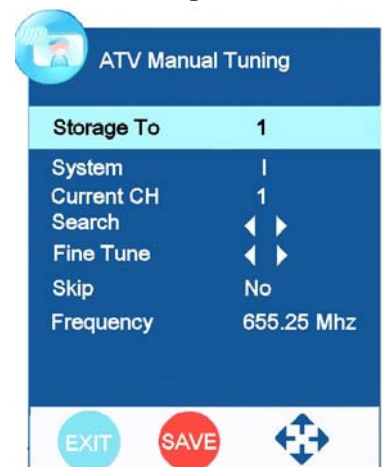 ATV Manual Tuning
Storage To 1
System I
Current CH 1
Search
Fine Tune
Skip No
Frequency 655.25 Mhz
EXIT SAVE